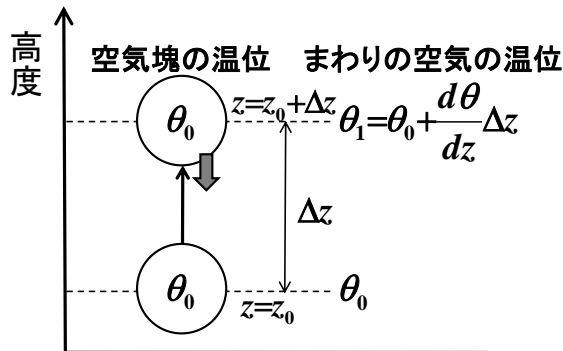 高度
空気塊の温位 まわりの空気の温位
θ₀ z=z₀+Δz θ₁=θ₀+dθ/dz Δz
Δz
θ₀ z=z₀ θ₀